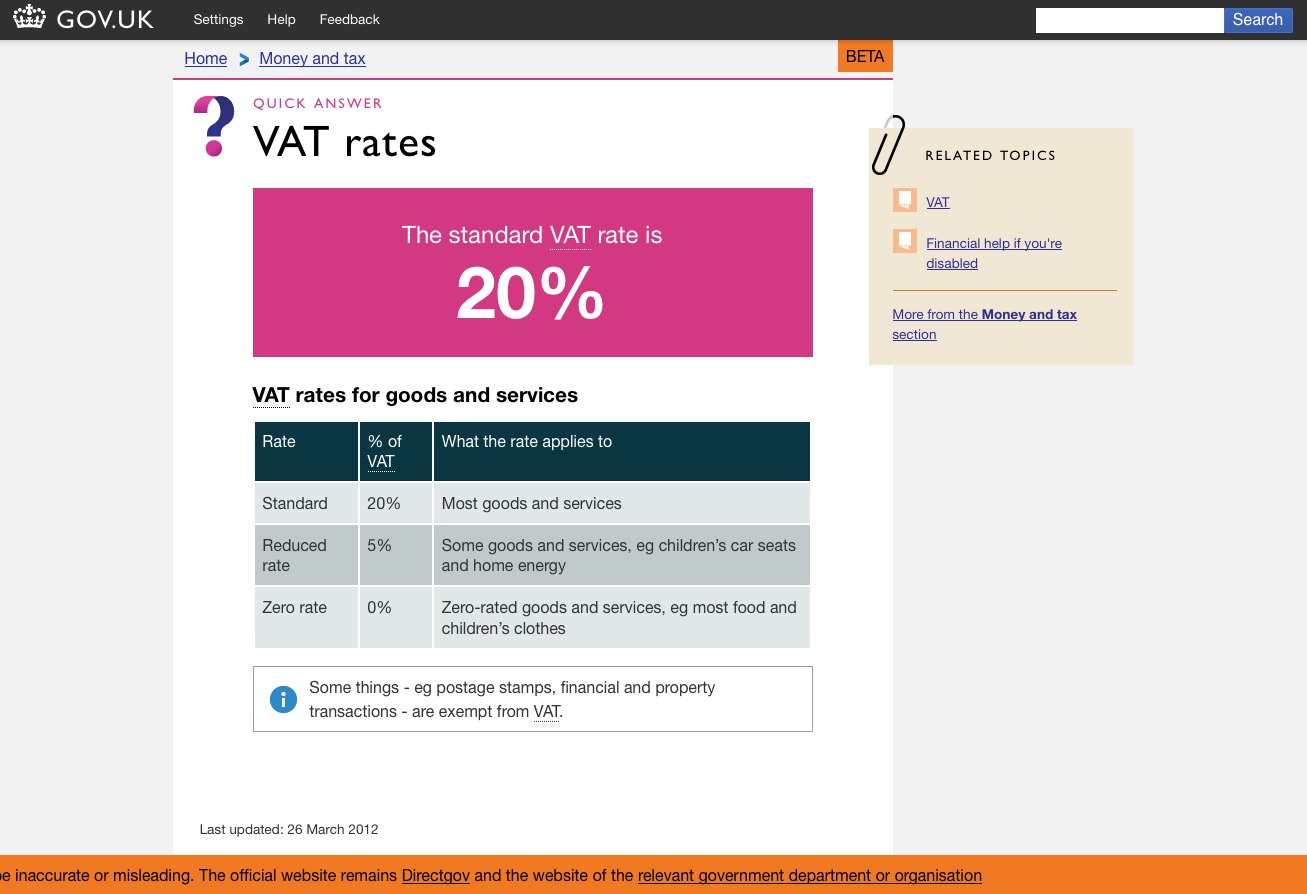 GOV.UK Settings Help Feedback Search
Home Money and tax BETA
QUICK ANSWER
VAT rates
The standard VAT rate is
20%
VAT rates for goods and services
Rate % of VAT What the rate applies to
Standard 20% Most goods and services
Reduced rate 5% Some goods and services, eg children’s car seats
and home energy
Zero rate 0% Zero-rated goods and services, eg most food and
children’s clothes
Some things - eg postage stamps, financial and property
transactions - are exempt from VAT.
Last updated: 26 March 2012
RELATED TOPICS
VAT
Financial help if you're
disabled
More from the Money and tax
section
inaccurate or misleading. The official website remains Directgov and the website of the relevant government department or organisation